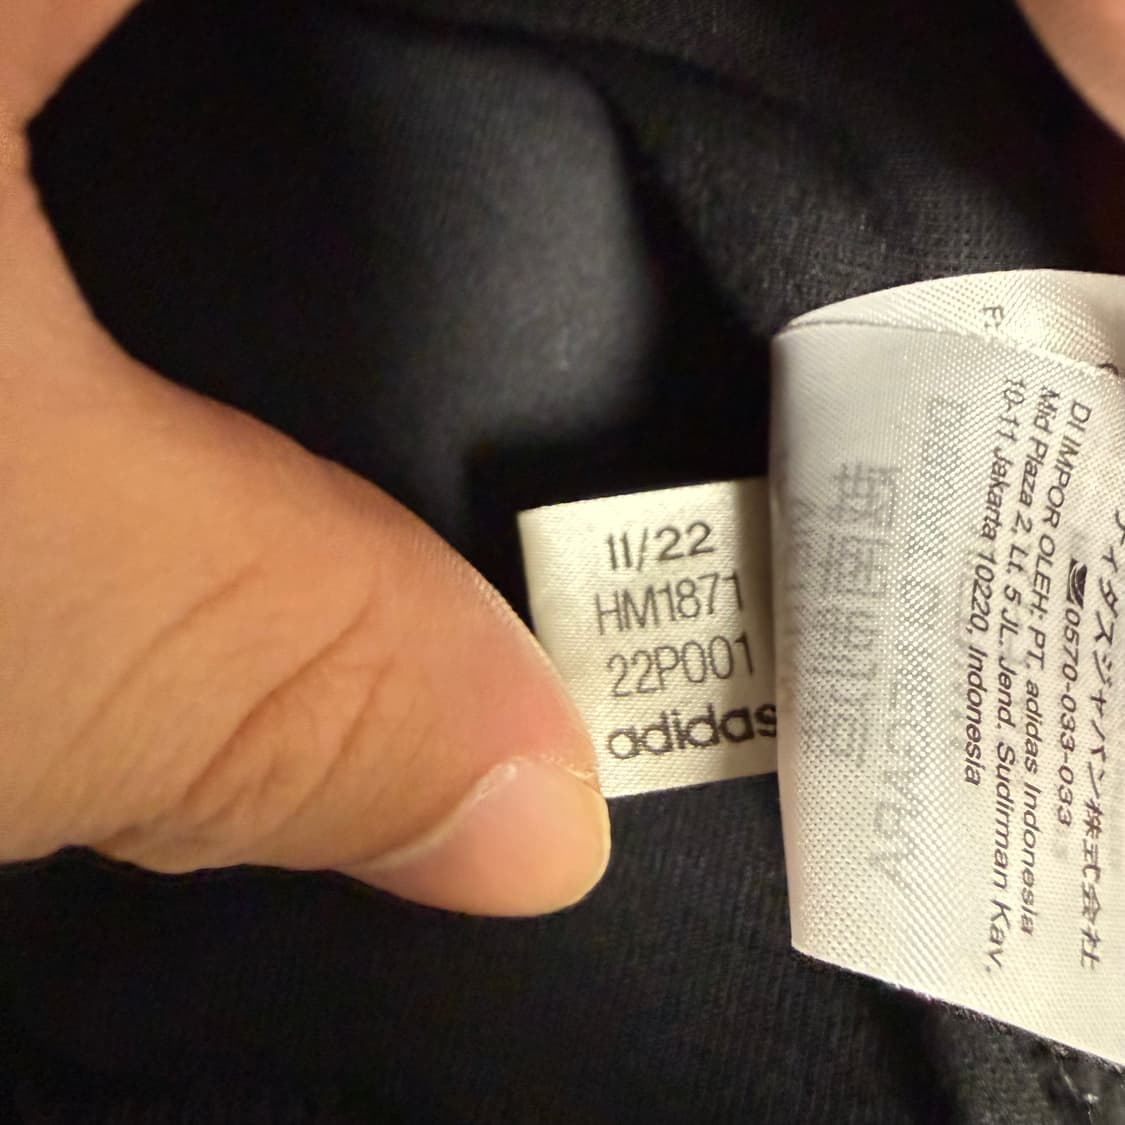 11/22
HM1871
22P001
adidas
アディダスジャパン株式会社
0570-033-033
DI IMPOR OLEH: PT. adidas Indonesia
Mid Plaza 2 Lt. 5 JL. Jend. Sudirman Kav.
10-11 Jakarta 10220, Indonesia